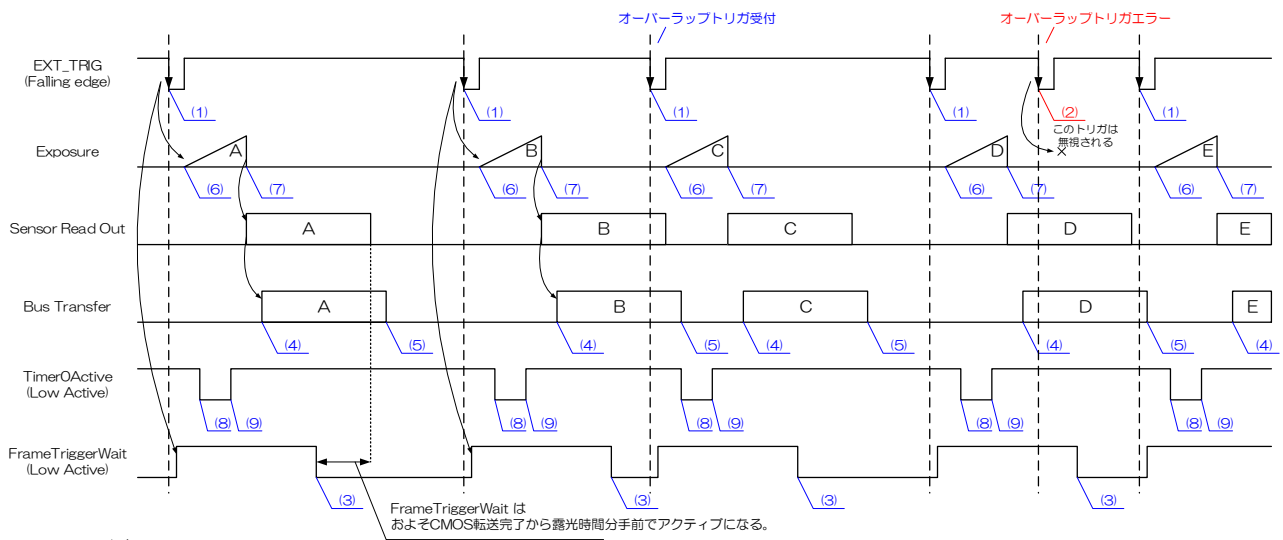 オーバーラップトリガ受付
オーバーラップトリガエラー
EXT_TRIG
(Falling edge)
(1)
(1)
(1)
(1)
(2)
(1)
このトリガは
無視される
×
Exposure
A
B
C
D
E
(6)
(7)
(6)
(7)
(6)
(7)
(6)
(7)
(6)
(7)
Sensor Read Out
A
B
C
D
E
Bus Transfer
A
B
C
D
E
(4)
(5)
(4)
(5)
(4)
(5)
(4)
(5)
(4)
Timer0Active
(Low Active)
(8)
(9)
(8)
(9)
(8)
(9)
(8)
(9)
(8)
(9)
FrameTriggerWait
(Low Active)
(3)
(3)
(3)
(3)
FrameTriggerWait は
およそCMOS転送完了から露光時間分手前でアクティブになる。